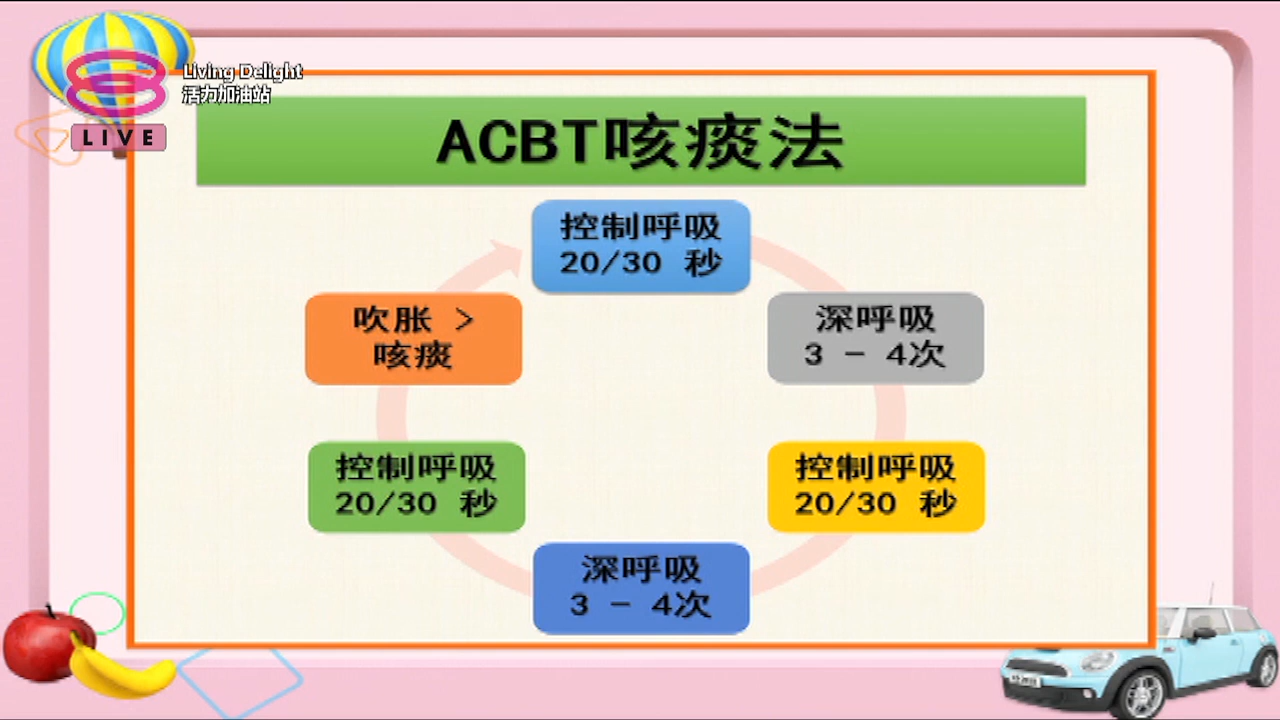 Living Delight
活力加油站
LIVE
ACBT咳痰法
控制呼吸
20/30 秒
深呼吸
3 - 4次
控制呼吸
20/30 秒
深呼吸
3 - 4次
控制呼吸
20/30 秒
吹胀 >
咳痰